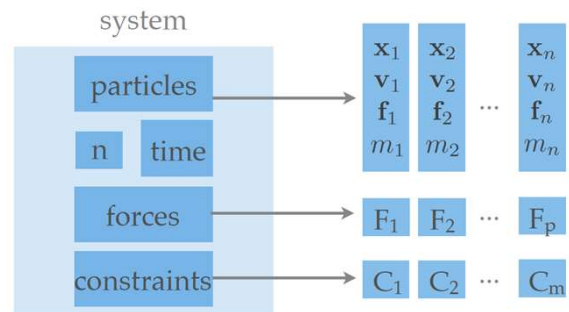 system
particles
n time
forces
constraints
x₁ x₂ xₙ
v₁ v₂ vₙ
f₁ f₂ ... fₙ
m₁ m₂ mₙ
F₁ F₂ ... Fₚ
C₁ C₂ ... Cₘ